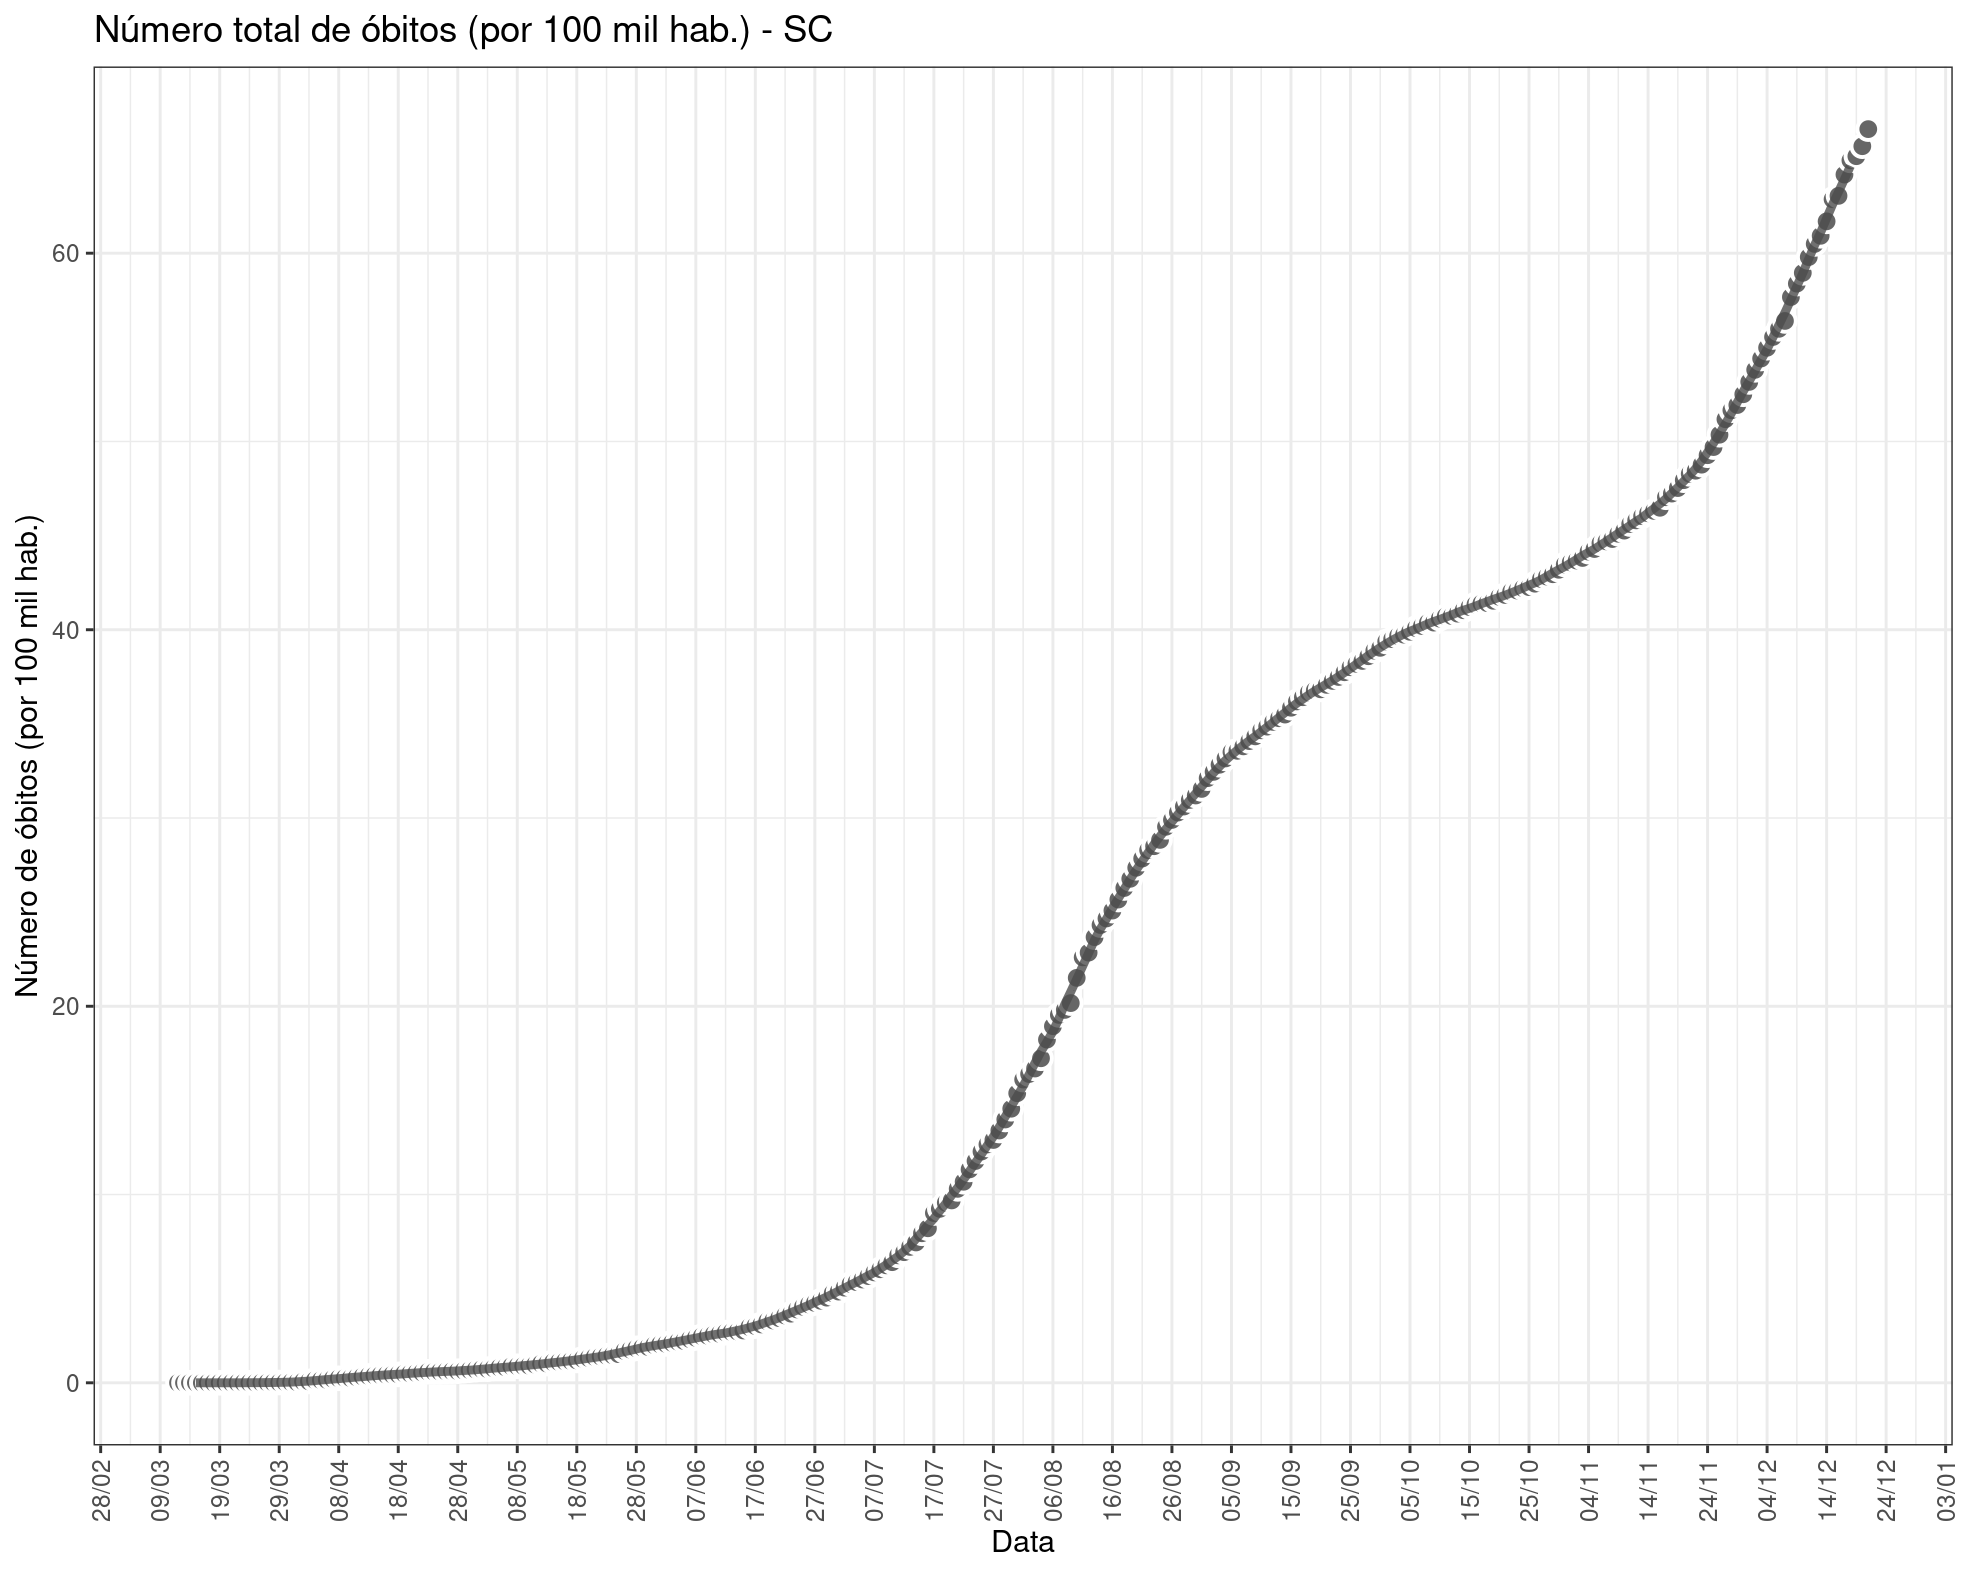 Número total de óbitos (por 100 mil hab.) - SC
Número de óbitos (por 100 mil hab.)
60
40
20
0
28/02 09/03 19/03 29/03 08/04 18/04 28/04 08/05 18/05 28/05 07/06 17/06 27/06 07/07 17/07 27/07 06/08 16/08 26/08 05/09 15/09 25/09 05/10 15/10 25/10 04/11 14/11 24/11 04/12 14/12 24/12 03/01
Data